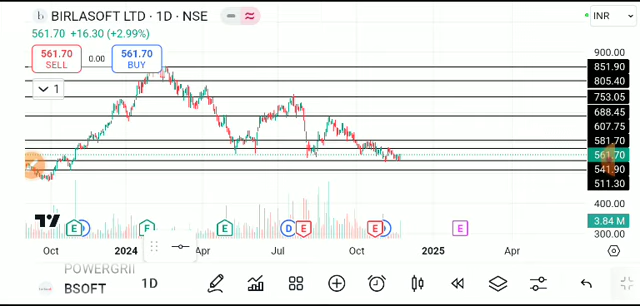 BIRLASOFT LTD · 1D · NSE
INR
561.70 +16.30 (+2.99%)
561.70
SELL
0.00
561.70
BUY
1
900.00
851.90
805.40
753.05
688.45
607.75
581.70
561.70
541.90
511.30
400.00
3.84 M
300.00
E
E
E
D
E
E
E
Oct
2024
Apr
Jul
Oct
2025
Apr
BSOFT
1D